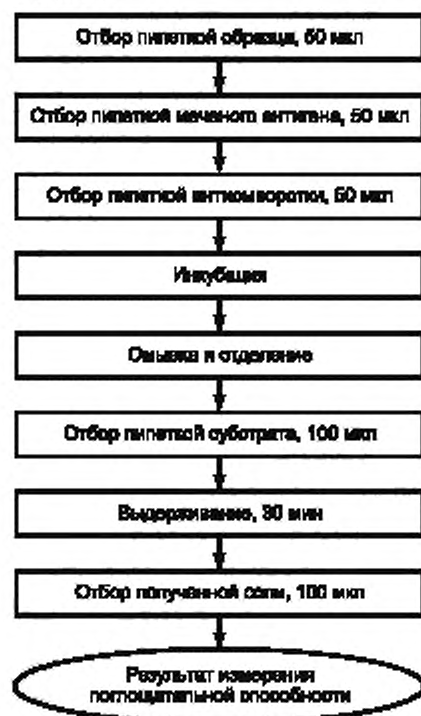 Отбор пипеткой образца, 50 мкл
Отбор пипеткой меченого антигена, 50 мкл
Отбор пипеткой антисыворотки, 50 мкл
Инкубация
Омывка и отделение
Отбор пипеткой субстрата, 100 мкл
Выдерживание, 30 мин
Отбор полученной соли, 100 мкл
Результат измерения
поглощательной способности